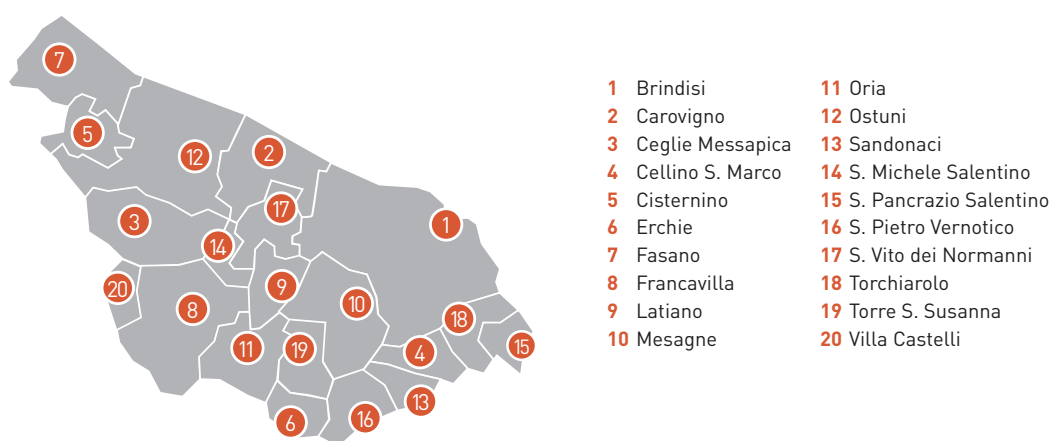 7
5
12
2
17
3
1
14
20
9
8
10
18
11
19
4
15
13
6
16
1 Brindisi
2 Carovigno
3 Ceglie Messapica
4 Cellino S. Marco
5 Cisternino
6 Erchie
7 Fasano
8 Francavilla
9 Latiano
10 Mesagne
11 Oria
12 Ostuni
13 Sandonaci
14 S. Michele Salentino
15 S. Pancrazio Salentino
16 S. Pietro Vernotico
17 S. Vito dei Normanni
18 Torchiarolo
19 Torre S. Susanna
20 Villa Castelli